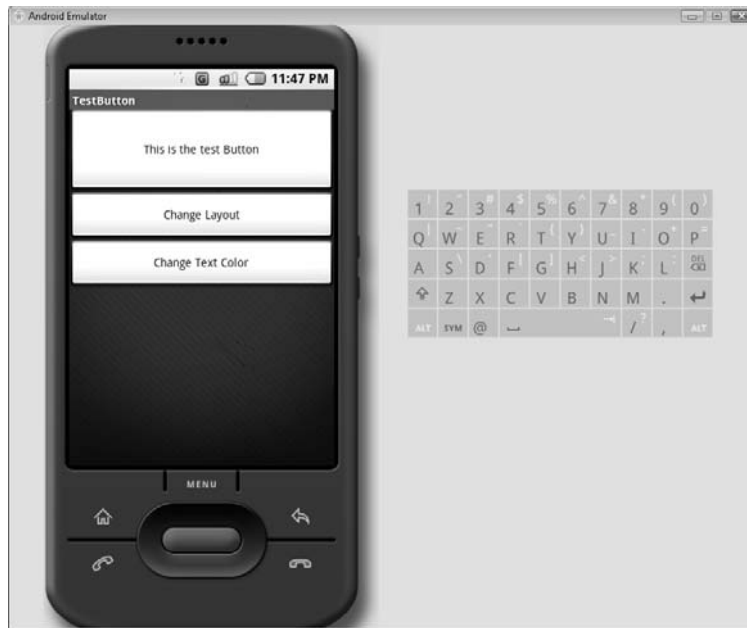 Android Emulator
11:47 PM
TestButton
This is the test Button
Change Layout
Change Text Color
MENU
1 ! 2 3 # 4 $ 5 % 6 ^ 7 & 8 * 9 ( 0 )
Q W E R T { Y } U I O P
A S \ D F G ] H < J > K L DEL
Z X C V B N M .
ALT SYM @ / ? , ALT